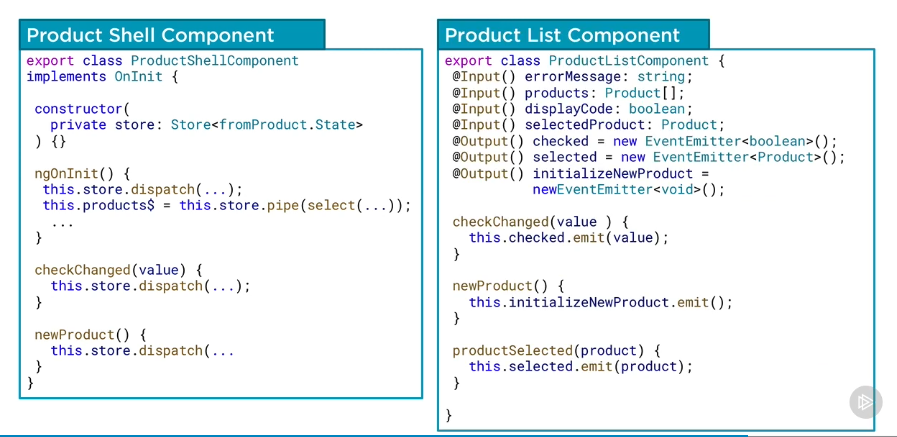 Product Shell Component
export class ProductShellComponent
implements OnInit {
constructor(
private store: Store<fromProduct.State>
) {}
ngOnInit() {
this.store.dispatch(...);
this.products$ = this.store.pipe(select(...));
...
}
checkChanged(value) {
this.store.dispatch(...);
}
newProduct() {
this.store.dispatch(...
}
}
Product List Component
export class ProductListComponent {
@Input() errorMessage: string;
@Input() products: Product[];
@Input() displayCode: boolean;
@Input() selectedProduct: Product;
@Output() checked = new EventEmitter<boolean>();
@Output() selected = new EventEmitter<Product>();
@Output() initializeNewProduct =
newEventEmitter<void>();
checkChanged(value ) {
this.checked.emit(value);
}
newProduct() {
this.initializeNewProduct.emit();
}
productSelected(product) {
this.selected.emit(product);
}
}